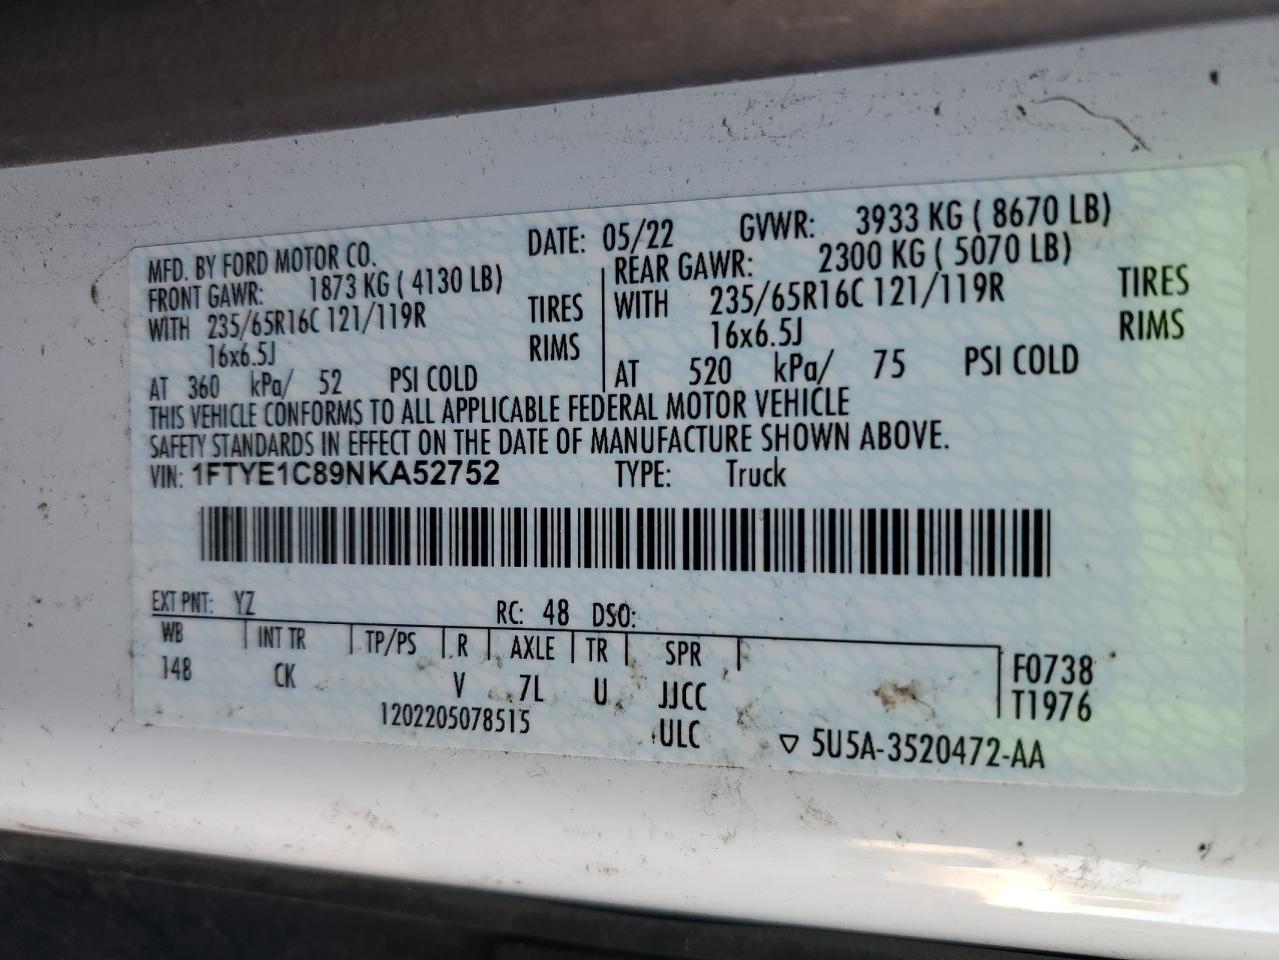 MFD. BY FORD MOTOR CO. DATE: 05/22 GVWR: 3933 KG ( 8670 LB)
FRONT GAWR: 1873 KG ( 4130 LB) REAR GAWR: 2300 KG ( 5070 LB)
WITH 235/65R16C 121/119R TIRES WITH 235/65R16C 121/119R TIRES
16x6.5J RIMS 16x6.5J RIMS
AT 360 kPa/ 52 PSI COLD AT 520 kPa/ 75 PSI COLD
THIS VEHICLE CONFORMS TO ALL APPLICABLE FEDERAL MOTOR VEHICLE
SAFETY STANDARDS IN EFFECT ON THE DATE OF MANUFACTURE SHOWN ABOVE.
VIN: 1FTYE1C89NKA52752 TYPE: Truck
EXT PNT: YZ RC: 48 DSO:
WB INT TR TP/PS R AXLE TR SPR F0738
148 CK V 7L U JJCC T1976
1202205078515 ULC ▽ 5U5A-3520472-AA